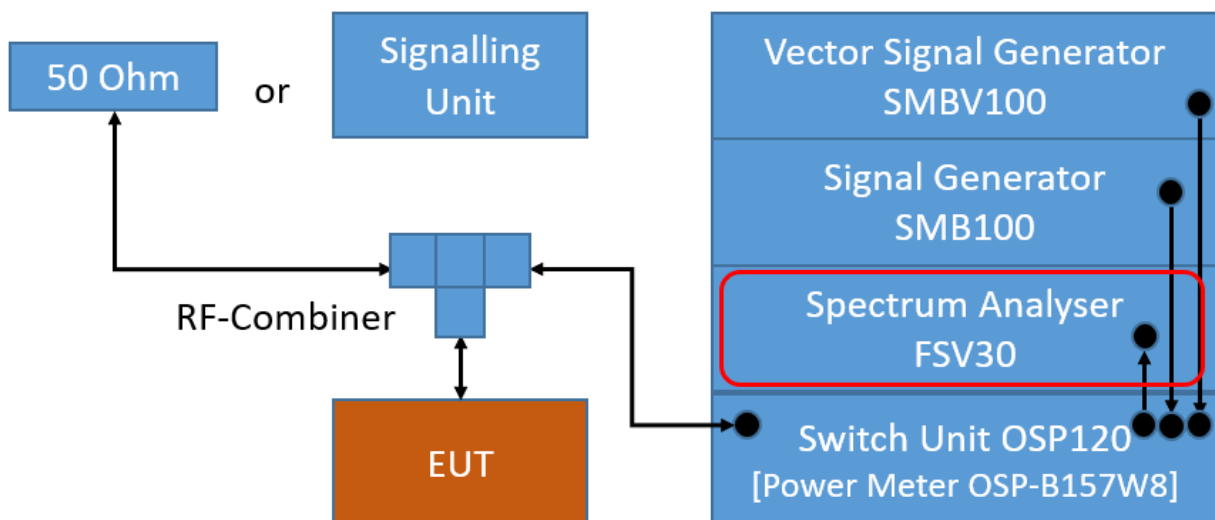 50 Ohm
or
Signalling
Unit
Vector Signal Generator
SMBV100
Signal Generator
SMB100
RF-Combiner
Spectrum Analyser
FSV30
EUT
Switch Unit OSP120
[Power Meter OSP-B157W8]